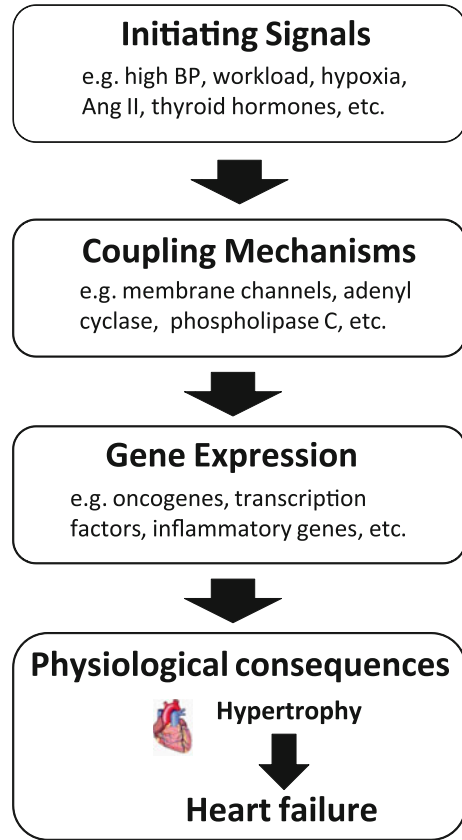 Initiating Signals
e.g. high BP, workload, hypoxia,
Ang II, thyroid hormones, etc.
Coupling Mechanisms
e.g. membrane channels, adenyl
cyclase, phospholipase C, etc.
Gene Expression
e.g. oncogenes, transcription
factors, inflammatory genes, etc.
Physiological consequences
Hypertrophy
Heart failure